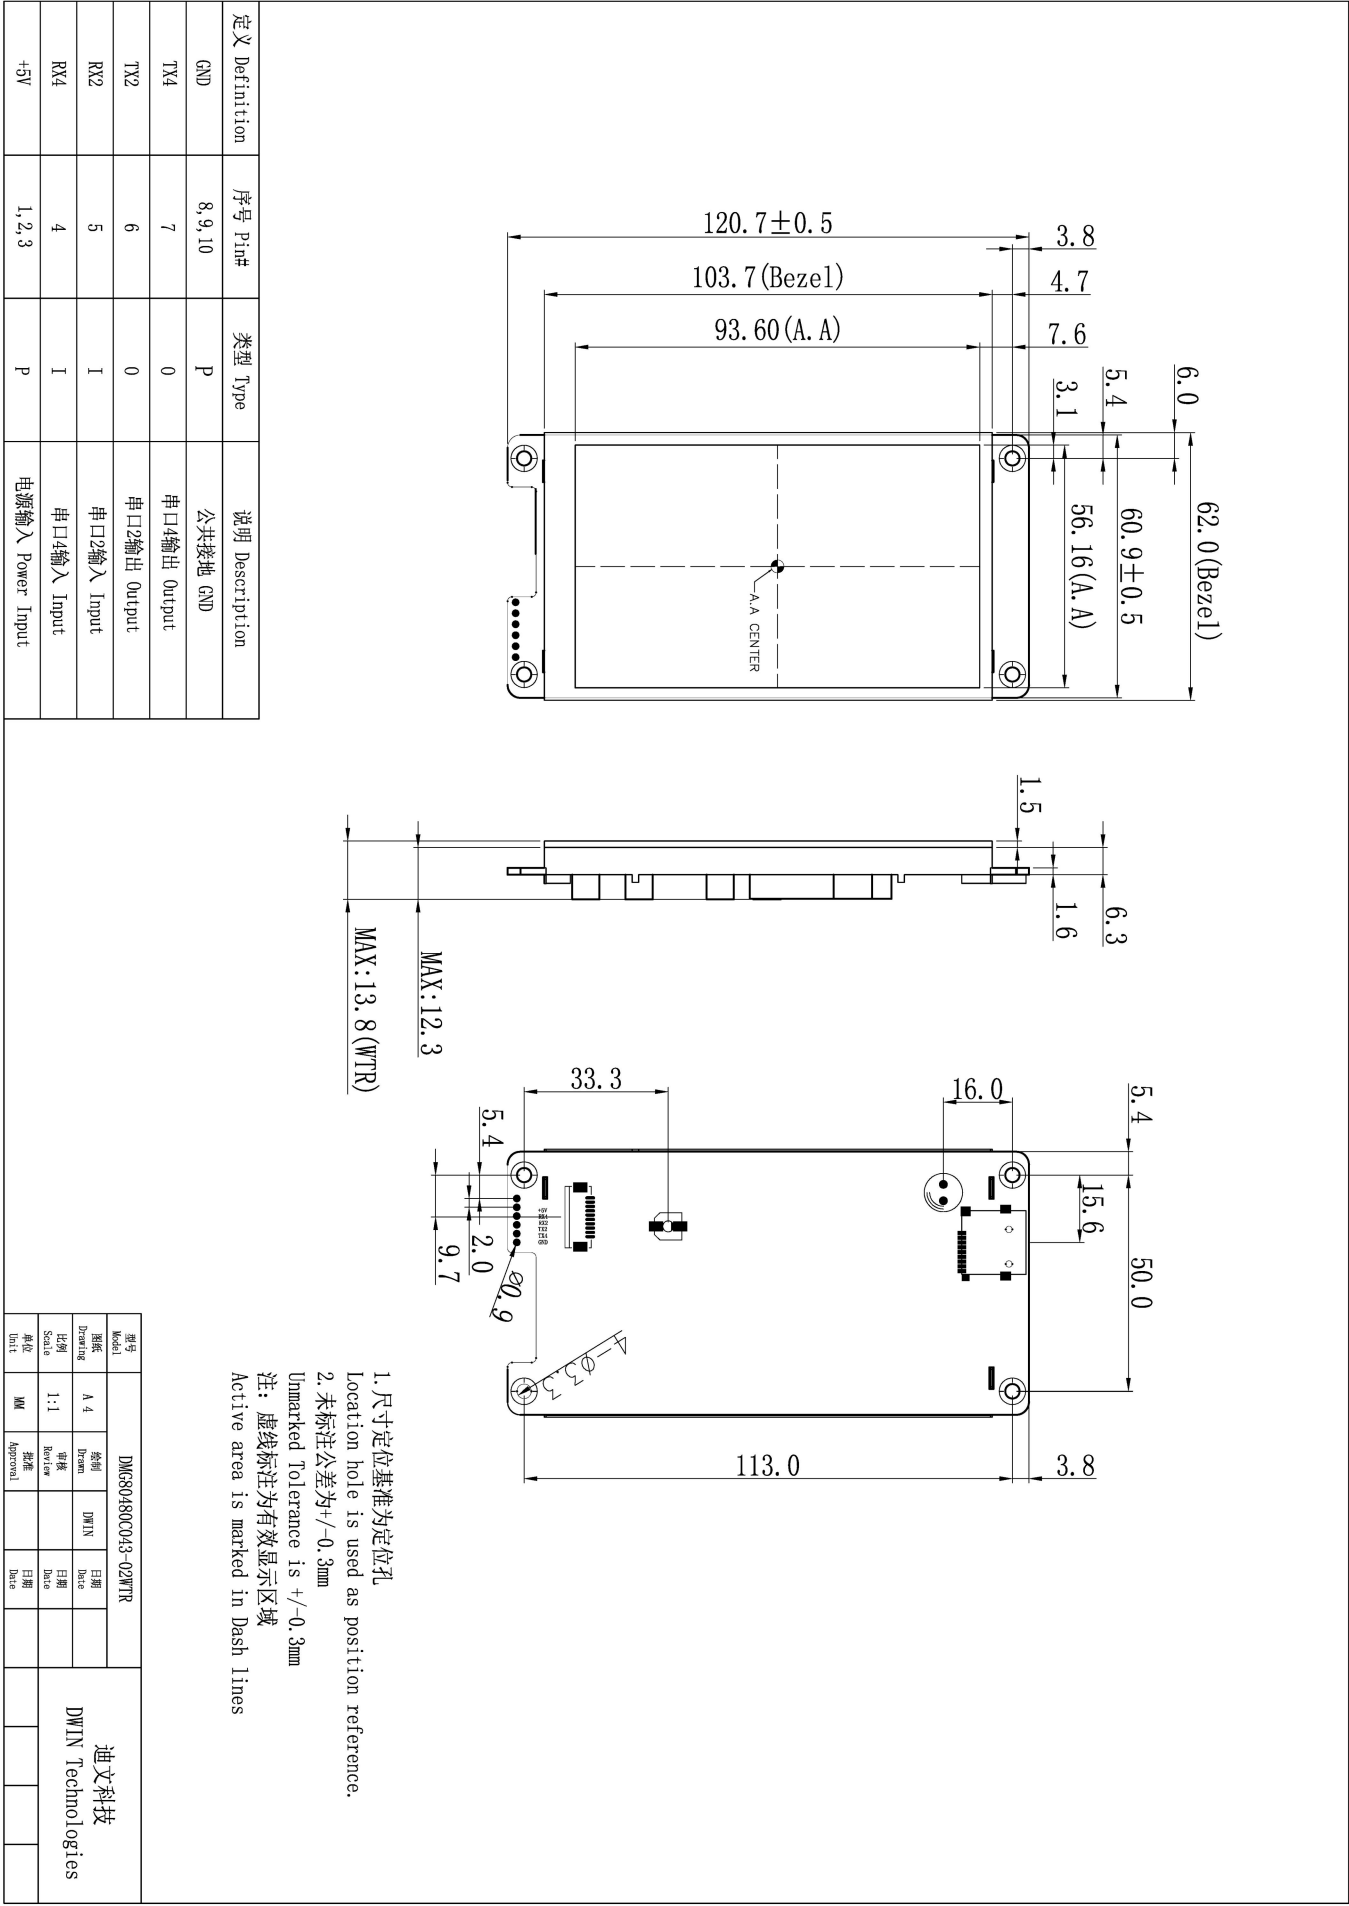 定义 Definition 序号 Pin# 类型 Type 说明 Description
GND 8,9,10 P 公共接地 GND
TX4 7 O 串口4输出 Output
TX2 6 O 串口2输出 Output
RX2 5 I 串口2输入 Input
RX4 4 I 串口4输入 Input
+5V 1,2,3 P 电源输入 Power Input
120.7±0.5
3.8
103.7(Bezel)
4.7
93.60(A.A)
7.6
6.0
5.4
3.1
62.0(Bezel)
60.9±0.5
56.16(A.A)
A.A CENTER
1.5
6.3
1.6
MAX:12.3
MAX:13.8(WTR)
33.3
16.0
5.4
15.6
50.0
5.4
2.0
9.7
Ø0.9
4-Ø3.3
+5V
RX4
RX2
TX2
TX4
GND
113.0
3.8
1.尺寸定位基准为定位孔
Location hole is used as position reference.
2.未标注公差为+/-0.3mm
Unmarked Tolerance is +/-0.3mm
注：虚线标注为有效显示区域
Active area is marked in Dash lines
型号 Model DMG80480C043-02WTR
图纸 Drawing A 4 绘制 Drawn DWIN 日期 Date
比例 Scale 1:1 审核 Review 日期 Date
单位 Unit MM 批准 Approval 日期 Date
迪文科技
DWIN Technologies